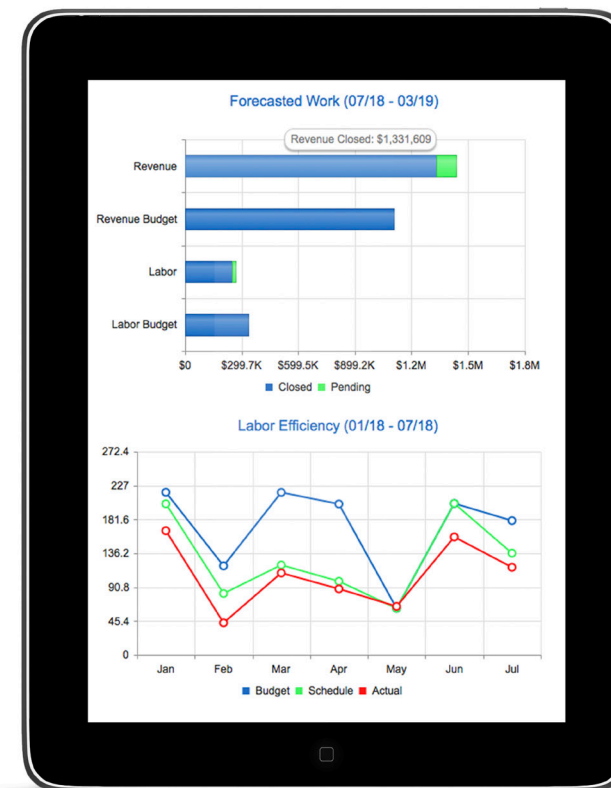 Forecasted Work (07/18 - 03/19)
Revenue Closed: $1,331,609
Revenue
Revenue Budget
Labor
Labor Budget
$0 $299.7K $599.5K $899.2K $1.2M $1.5M $1.8M
Closed Pending
Labor Efficiency (01/18 - 07/18)
272.4
227
181.6
136.2
90.8
45.4
0
Jan Feb Mar Apr May Jun Jul
Budget Schedule Actual